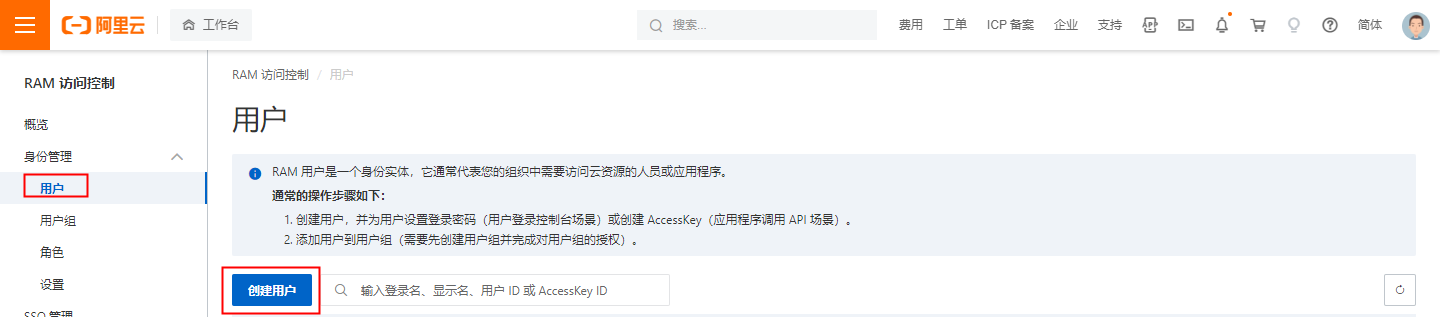 阿里云 工作台 搜索... 费用 工单 ICP 备案 企业 支持 简体
RAM 访问控制
概览
身份管理
用户
用户组
角色
设置
SSO 管理
RAM 访问控制 / 用户
用户
RAM 用户是一个身份实体，它通常代表您的组织中需要访问云资源的人员或应用程序。
通常的操作步骤如下：
1. 创建用户，并为用户设置登录密码（用户登录控制台场景）或创建 AccessKey（应用程序调用 API 场景）。
2. 添加用户到用户组（需要先创建用户组并完成对用户组的授权）。
创建用户 输入登录名、显示名、用户 ID 或 AccessKey ID